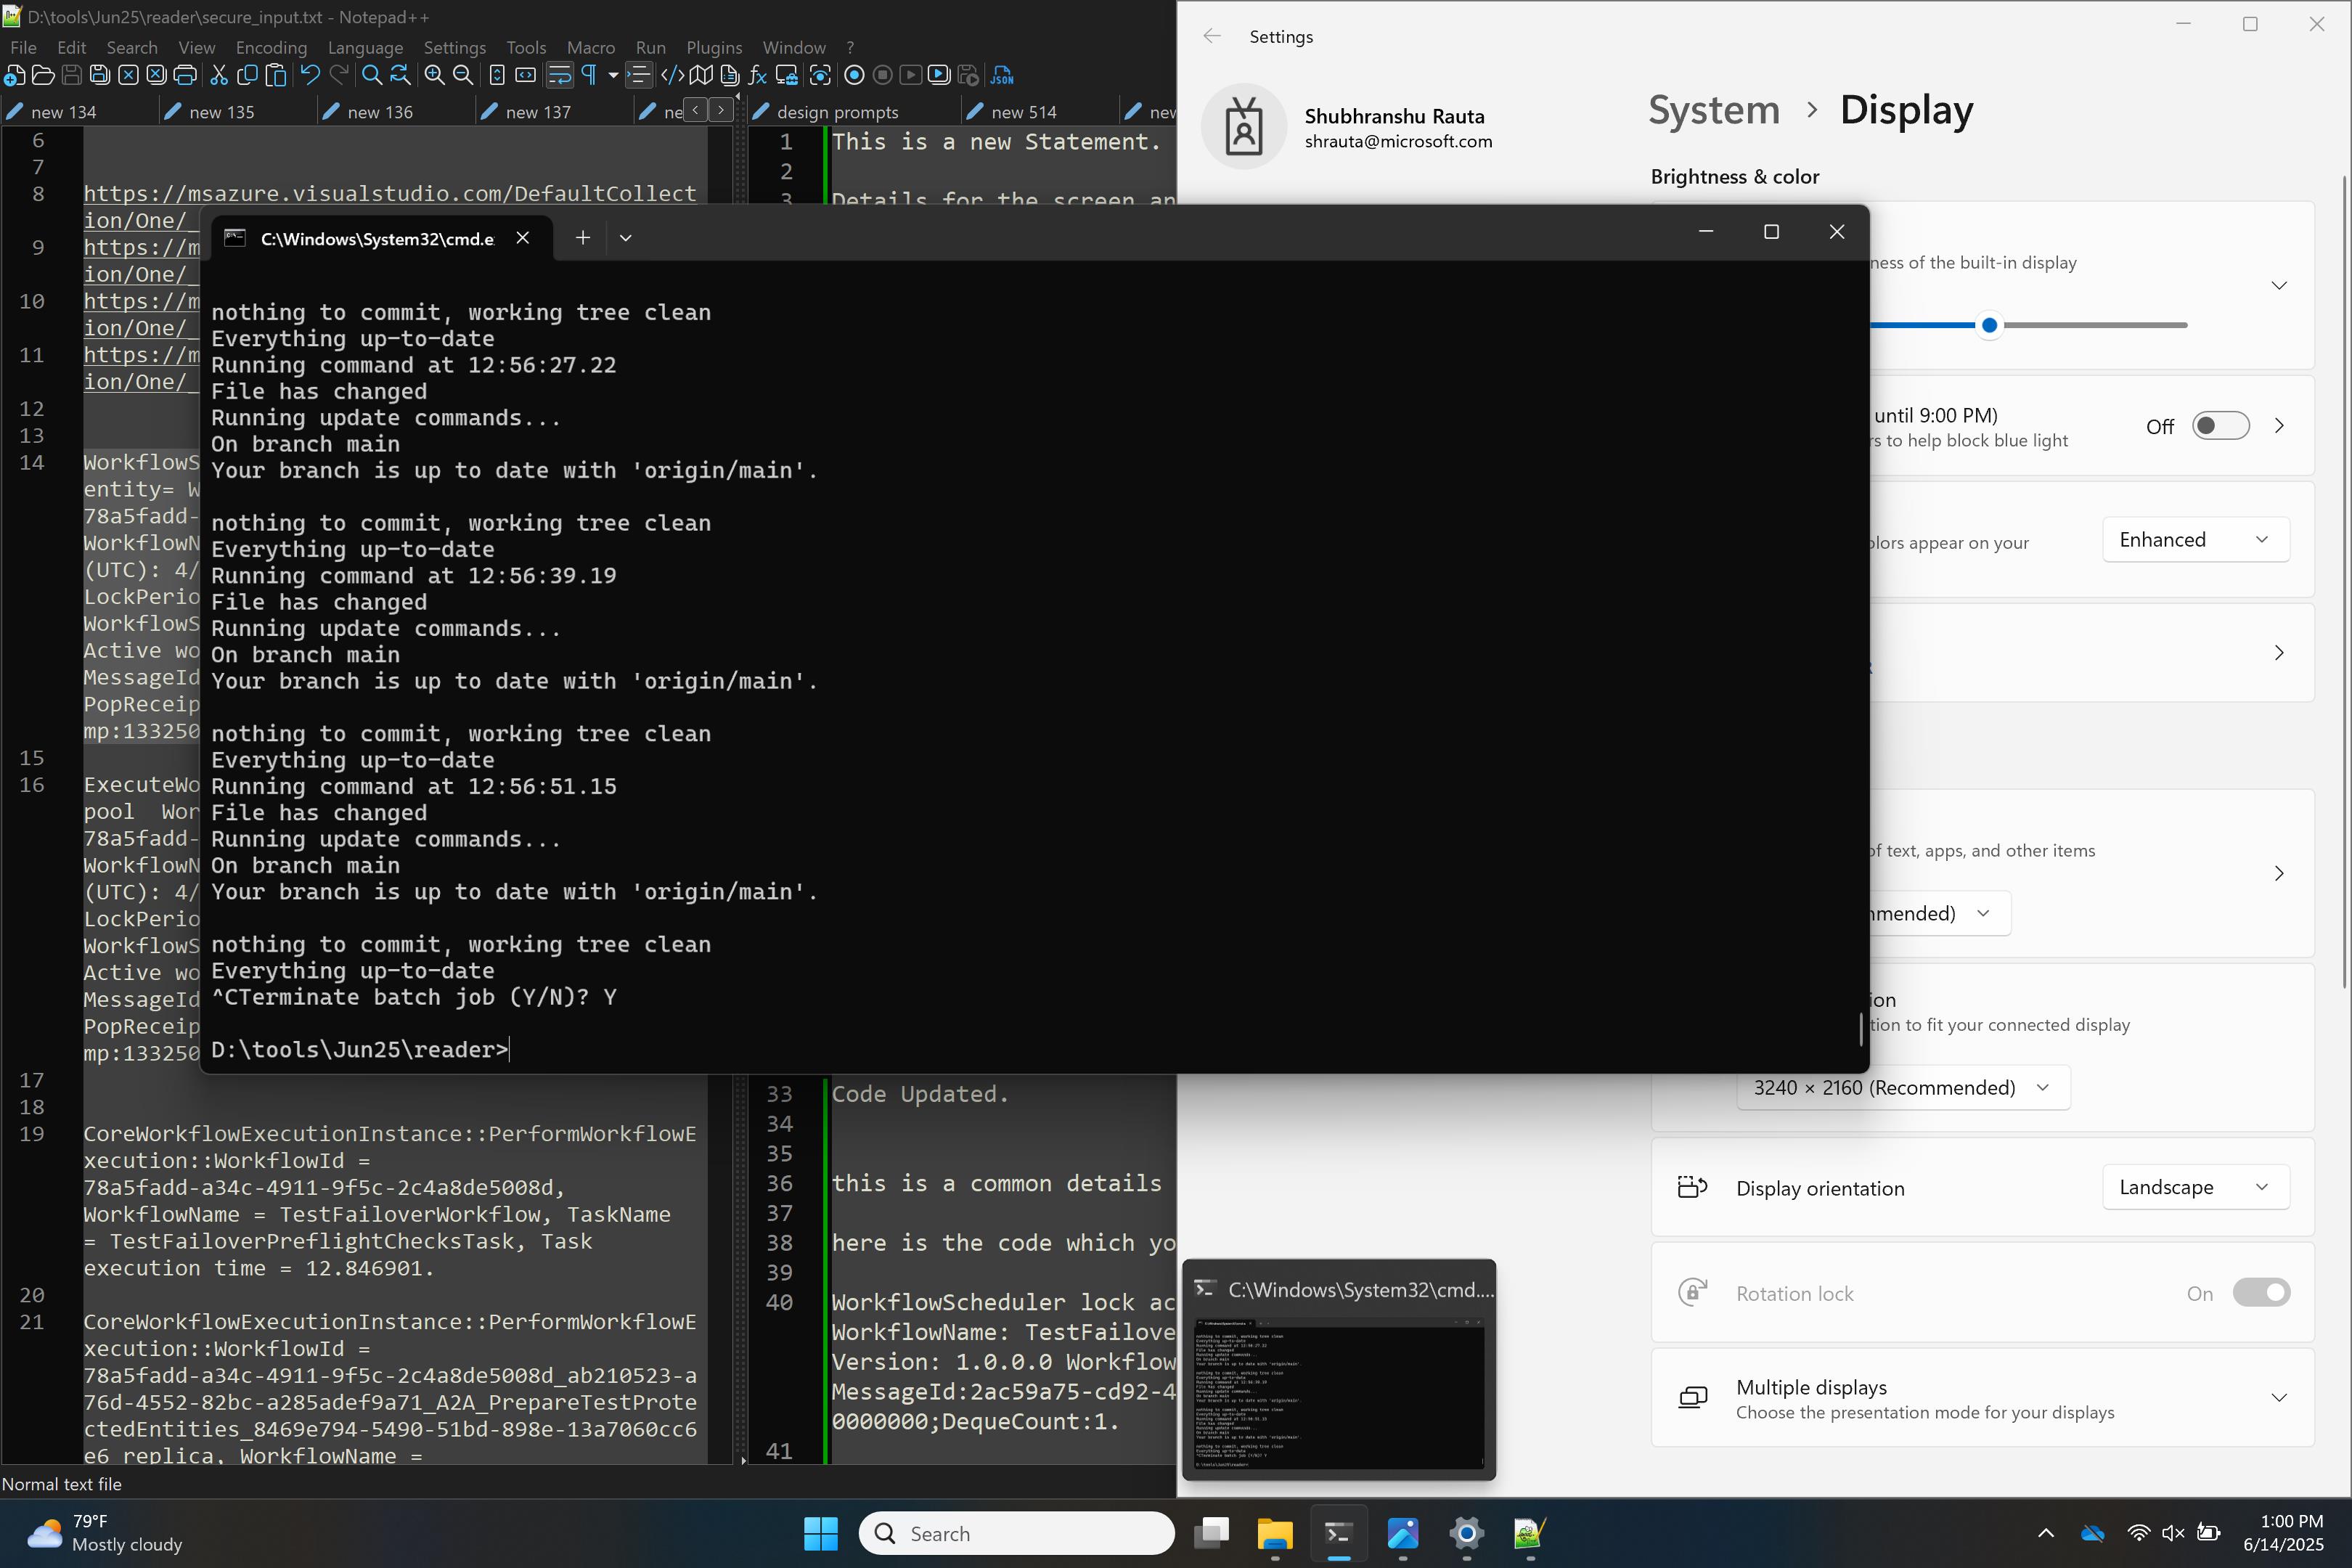 D:\tools\Jun25\reader\secure_input.txt - Notepad++
File Edit Search View Encoding Language Settings Tools Macro Run Plugins Window ?
new 134 new 135 new 136 new 137 ne design prompts new 514 new
6
7
8 https://msazure.visualstudio.com/DefaultCollect
ion/One/_
9 https://m
ion/One/_
10 https://m
ion/One/_
11 https://m
ion/One/_
12
13
14 WorkflowS
entity= W
78a5fadd-
WorkflowN
(UTC): 4/
LockPerio
WorkflowS
Active wo
MessageId
PopReceip
mp:133250
15
16 ExecuteWo
pool Wor
78a5fadd-
WorkflowN
(UTC): 4/
LockPerio
WorkflowS
Active wo
MessageId
PopReceip
mp:133250
17
18
19 CoreWorkflowExecutionInstance::PerformWorkflowE
xecution::WorkflowId =
78a5fadd-a34c-4911-9f5c-2c4a8de5008d,
WorkflowName = TestFailoverWorkflow, TaskName
= TestFailoverPreflightChecksTask, Task
execution time = 12.846901.
20
21 CoreWorkflowExecutionInstance::PerformWorkflowE
xecution::WorkflowId =
78a5fadd-a34c-4911-9f5c-2c4a8de5008d_ab210523-a
76d-4552-82bc-a285adef9a71_A2A_PrepareTestProte
ctedEntities_8469e794-5490-51bd-898e-13a7060cc6
e6 replica, WorkflowName =
Normal text file
1 This is a new Statement.
2
3 Details for the screen an
33 Code Updated.
34
35
36 this is a common details
37
38 here is the code which yo
39
40 WorkflowScheduler lock ac
WorkflowName: TestFailove
Version: 1.0.0.0 Workflow
MessageId:2ac59a75-cd92-4
0000000;DequeCount:1.
41
C:\Windows\System32\cmd.e
nothing to commit, working tree clean
Everything up-to-date
Running command at 12:56:27.22
File has changed
Running update commands...
On branch main
Your branch is up to date with 'origin/main'.
nothing to commit, working tree clean
Everything up-to-date
Running command at 12:56:39.19
File has changed
Running update commands...
On branch main
Your branch is up to date with 'origin/main'.
nothing to commit, working tree clean
Everything up-to-date
Running command at 12:56:51.15
File has changed
Running update commands...
On branch main
Your branch is up to date with 'origin/main'.
nothing to commit, working tree clean
Everything up-to-date
^CTerminate batch job (Y/N)? Y
D:\tools\Jun25\reader>
Settings
Shubhranshu Rauta
shrauta@microsoft.com
System > Display
Brightness & color
ness of the built-in display
until 9:00 PM)
rs to help block blue light
Off
olors appear on your
Enhanced
of text, apps, and other items
mmended)
ion
tion to fit your connected display
3240 × 2160 (Recommended)
Display orientation
Landscape
Rotation lock
On
Multiple displays
Choose the presentation mode for your displays
C:\Windows\System32\cmd....
79°F
Mostly cloudy
Search
1:00 PM
6/14/2025